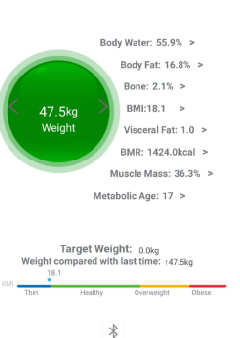 Body Water: 55.9% >
Body Fat: 16.8% >
Bone: 2.1% >
47.5kg
Weight
BMI:18.1 >
Visceral Fat: 1.0 >
BMR: 1424.0kcal >
Muscle Mass: 36.3% >
Metabolic Age: 17 >
Target Weight: 0.0kg
Weight compared with last time: ↑47.5kg
18.1
BMI
Thin Healthy Overweight Obese